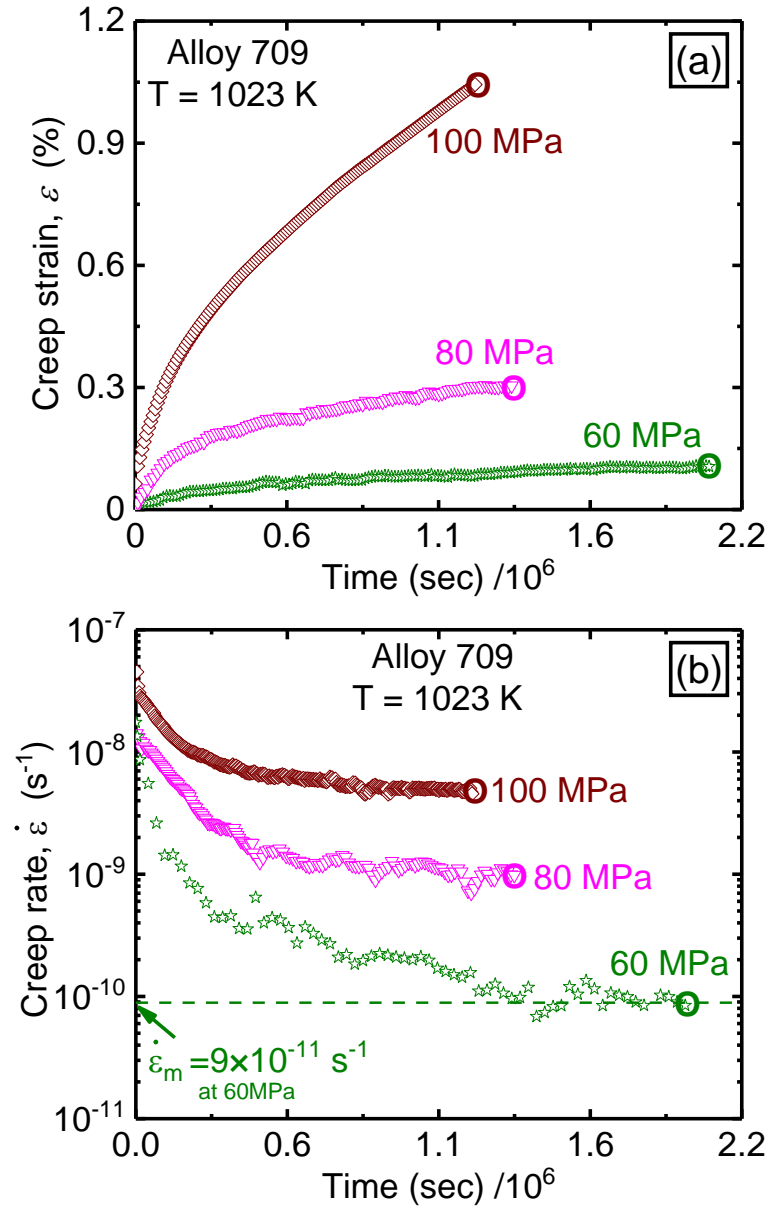 1.2
Alloy 709
T = 1023 K
(a)
0.9
100 MPa
0.6
80 MPa
0.3
60 MPa
0
0 0.6 1.1 1.6 2.2
Creep strain, ε (%)
Time (sec) /10⁶
10⁻⁷
Alloy 709
T = 1023 K
(b)
10⁻⁸
100 MPa
10⁻⁹
80 MPa
60 MPa
10⁻¹⁰
ε̇ₘ =9×10⁻¹¹ s⁻¹
at 60MPa
10⁻¹¹
0.0 0.6 1.1 1.6 2.2
Creep rate, ε̇ (s⁻¹)
Time (sec) /10⁶